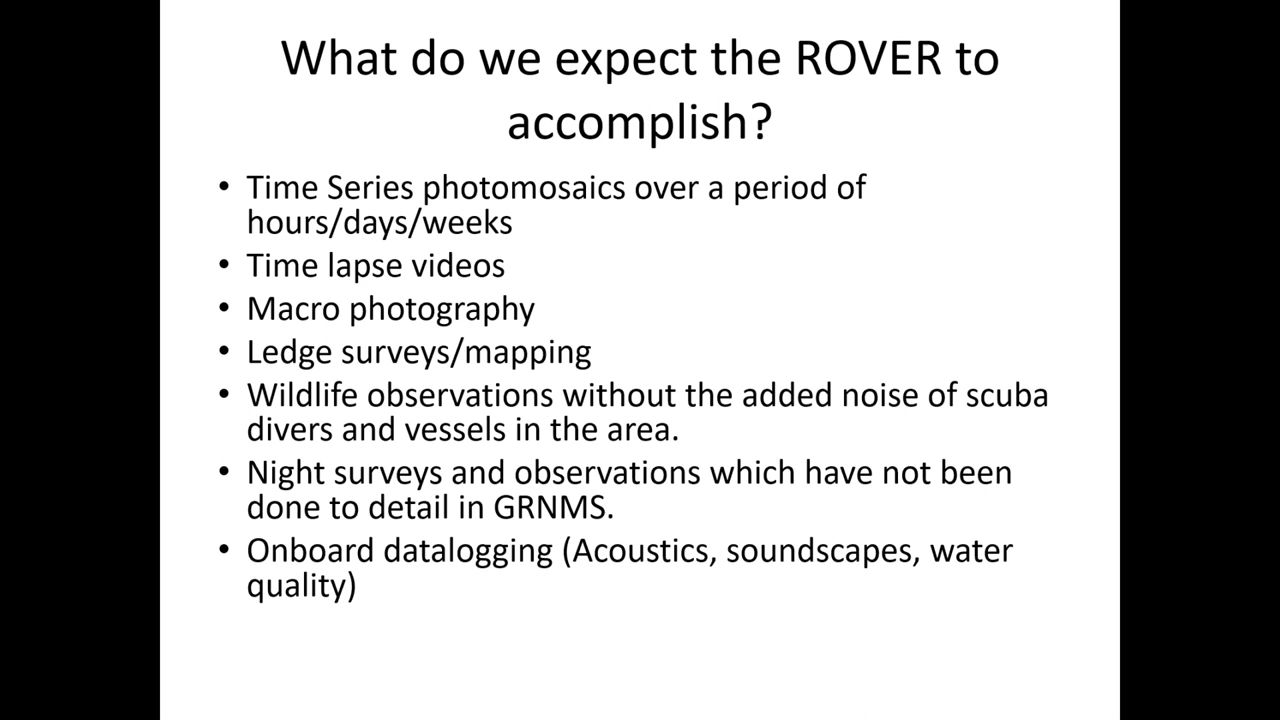 What do we expect the ROVER to
accomplish?
• Time Series photomosaics over a period of
hours/days/weeks
• Time lapse videos
• Macro photography
• Ledge surveys/mapping
• Wildlife observations without the added noise of scuba
divers and vessels in the area.
• Night surveys and observations which have not been
done to detail in GRNMS.
• Onboard datalogging (Acoustics, soundscapes, water
quality)